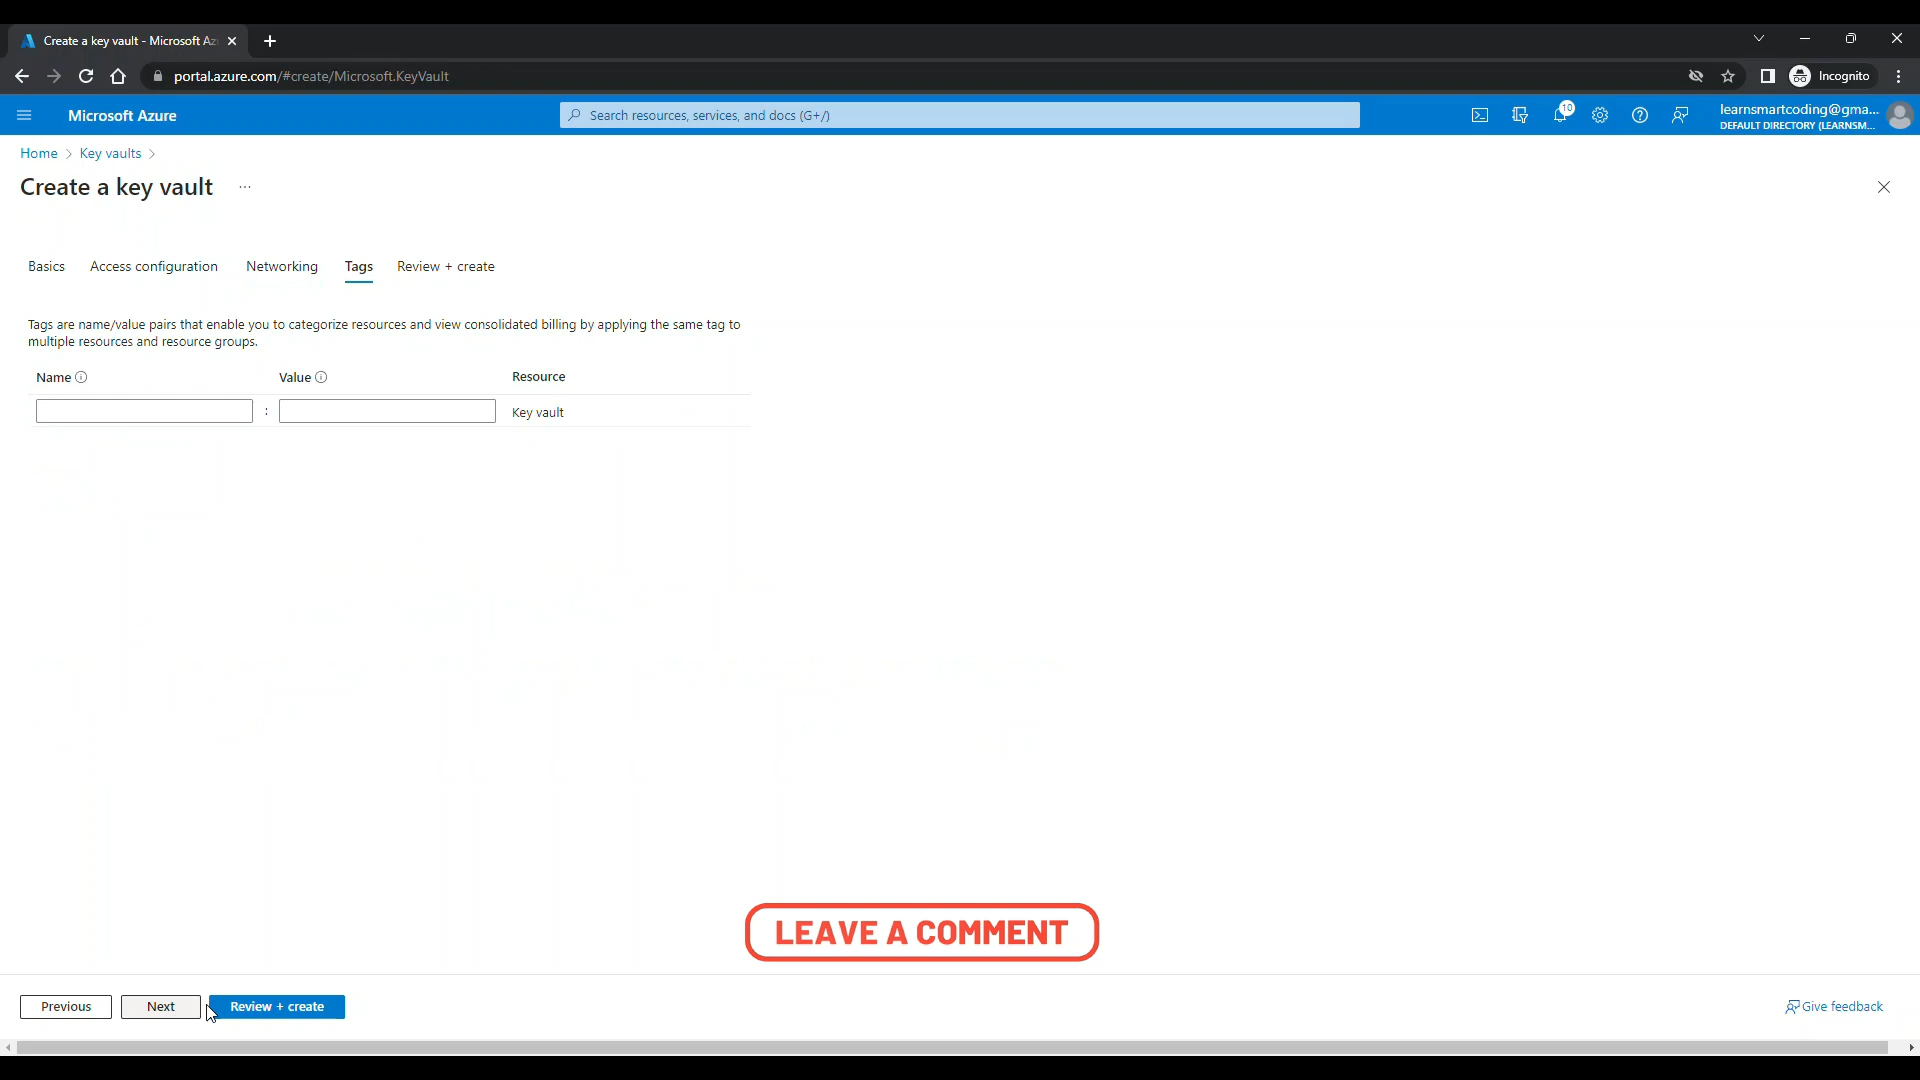 Create a key vault - Microsoft Az
portal.azure.com/#create/Microsoft.KeyVault
Incognito
Microsoft Azure
Search resources, services, and docs (G+/)
10
learnsmartcoding@gma...
DEFAULT DIRECTORY (LEARNSM...
Home > Key vaults >
Create a key vault ...
Basics Access configuration Networking Tags Review + create
Tags are name/value pairs that enable you to categorize resources and view consolidated billing by applying the same tag to
multiple resources and resource groups.
Name Value Resource
: Key vault
LEAVE A COMMENT
Previous Next Review + create Give feedback